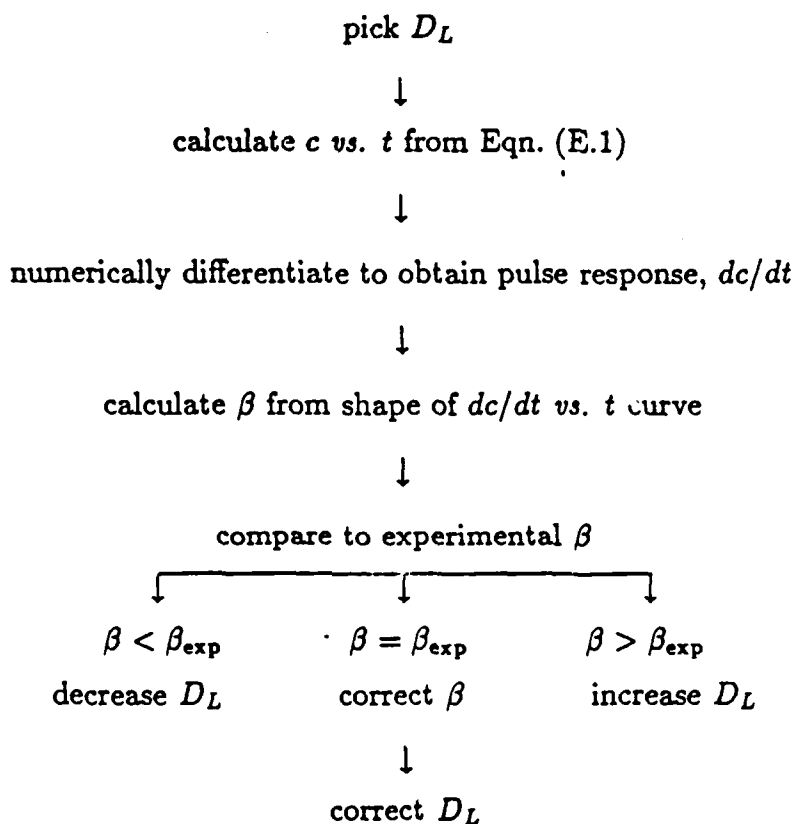 pick D_L
↓
calculate c vs. t from Eqn. (E.1)
↓
numerically differentiate to obtain pulse response, dc/dt
↓
calculate β from shape of dc/dt vs. t curve
↓
compare to experimental β
↓ ↓ ↓
β < β_exp β = β_exp β > β_exp
decrease D_L correct β increase D_L
↓
correct D_L